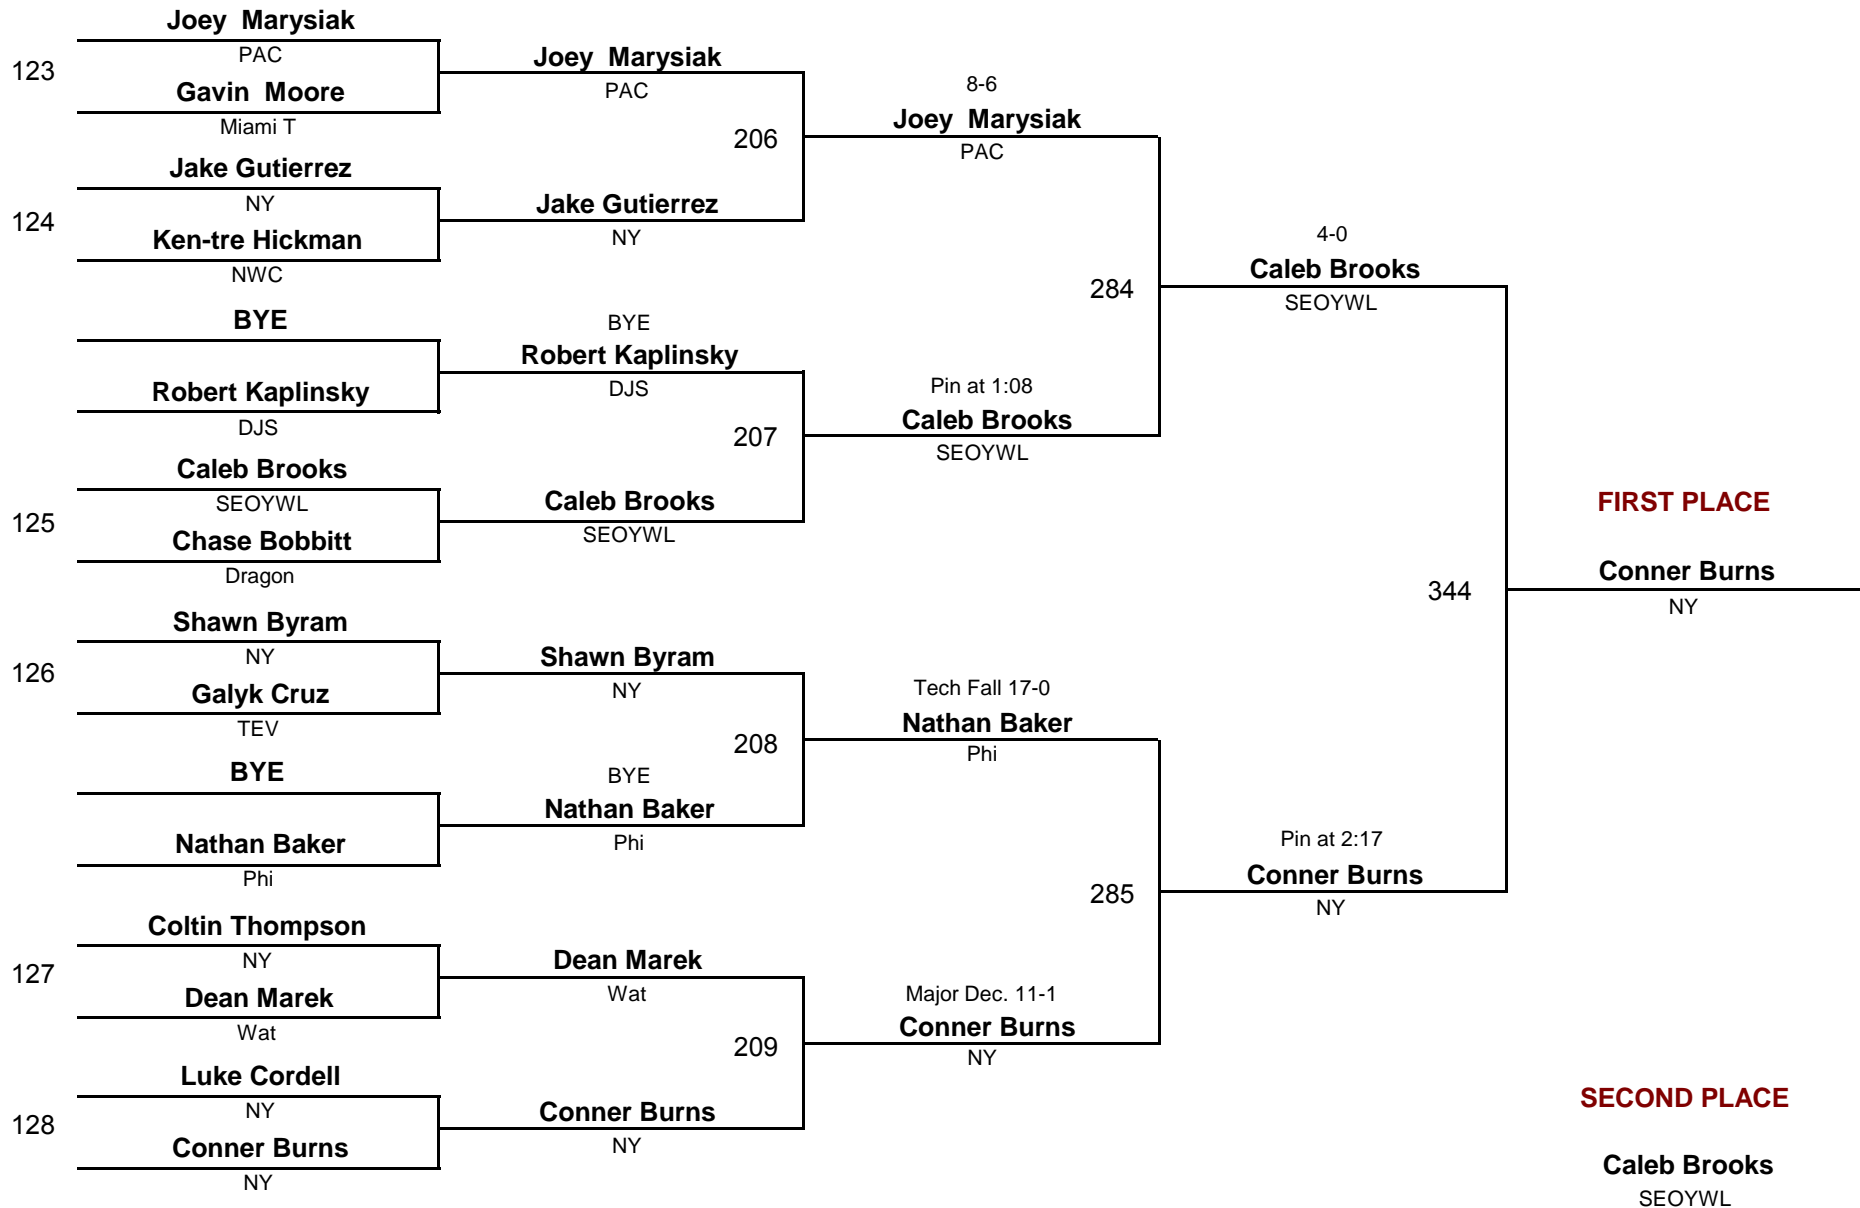 Joey  Marysiak
PAC
123
Gavin  Moore
Miami T
Jake Gutierrez
NY
124
Ken-tre Hickman
NWC
BYE
Robert Kaplinsky
DJS
Caleb Brooks
SEOYWL
125
Chase Bobbitt
Dragon
Shawn Byram
NY
126
Galyk Cruz
TEV
BYE
Nathan Baker
Phi
Coltin Thompson
NY
127
Dean Marek
Wat
Luke Cordell
NY
128
Conner Burns
NY
Joey  Marysiak
PAC
206
Jake Gutierrez
NY
BYE
Robert Kaplinsky
DJS
207
Caleb Brooks
SEOYWL
Shawn Byram
NY
208
BYE
Nathan Baker
Phi
Dean Marek
Wat
209
Conner Burns
NY
8-6
Joey  Marysiak
PAC
284
Pin at 1:08
Caleb Brooks
SEOYWL
Tech Fall 17-0
Nathan Baker
Phi
285
Major Dec. 11-1
Conner Burns
NY
4-0
Caleb Brooks
SEOYWL
344
Pin at 2:17
Conner Burns
NY
FIRST PLACE
Conner Burns
NY
SECOND PLACE
Caleb Brooks
SEOYWL